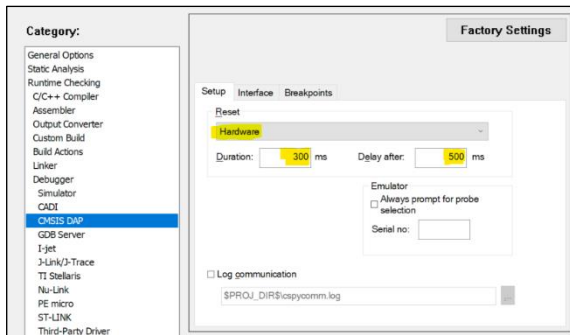 Category:
Factory Settings
General Options
Static Analysis
Runtime Checking
C/C++ Compiler
Assembler
Output Converter
Custom Build
Build Actions
Linker
Debugger
Simulator
CADI
CMSIS DAP
GDB Server
I-jet
J-Link/J-Trace
TI Stellaris
Nu-Link
PE micro
ST-LINK
Third-Party Driver
Setup Interface Breakpoints
Reset
Hardware
Duration: 300 ms Delay after: 500 ms
Emulator
Always prompt for probe
selection
Serial no:
Log communication
$PROJ_DIR$\cspycomm.log
...